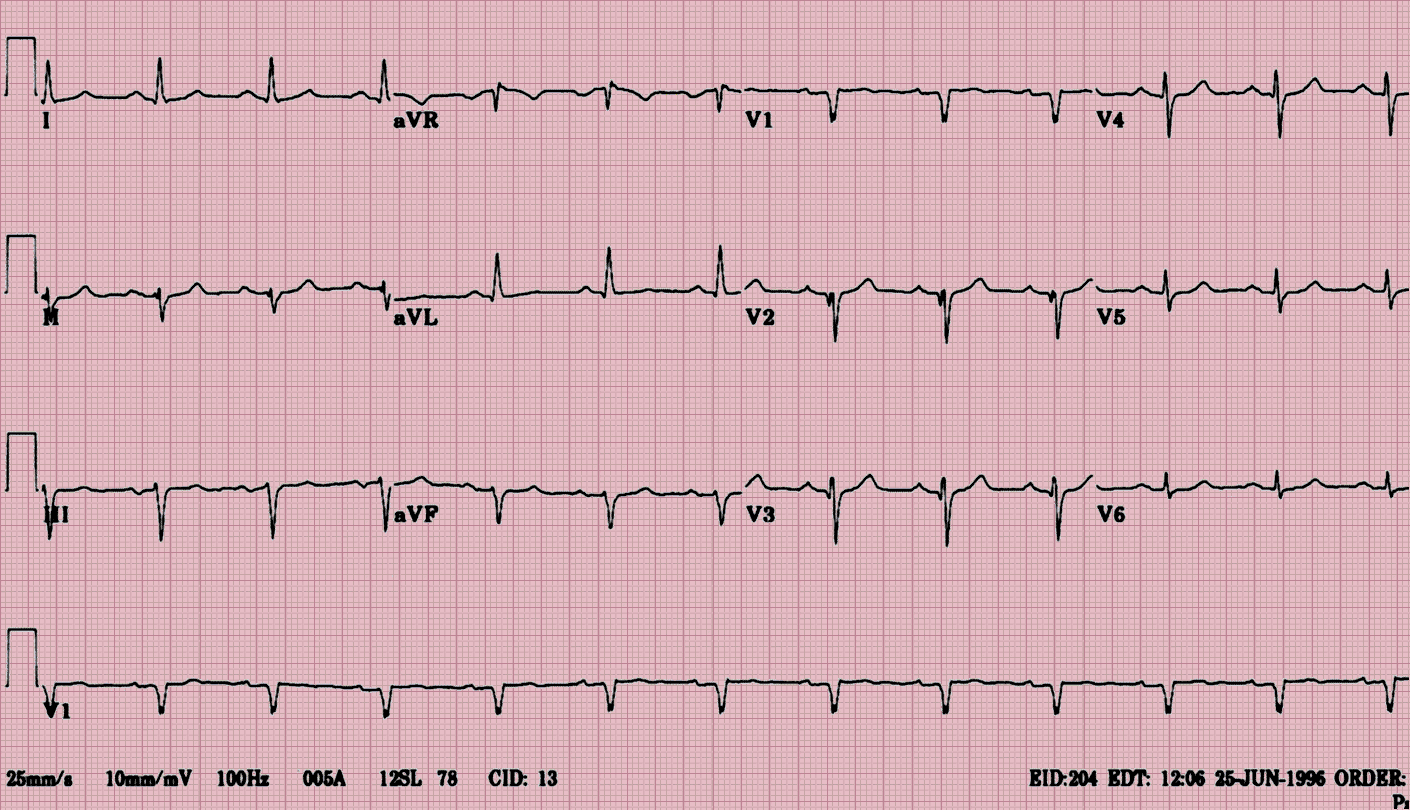 I aVR V1 V4
II aVL V2 V5
III aVF V3 V6
V1
25mm/s 10mm/mV 100Hz 005A 12SL 78 CID: 13 EID:204 EDT: 12:06 25-JUN-1996 ORDER: